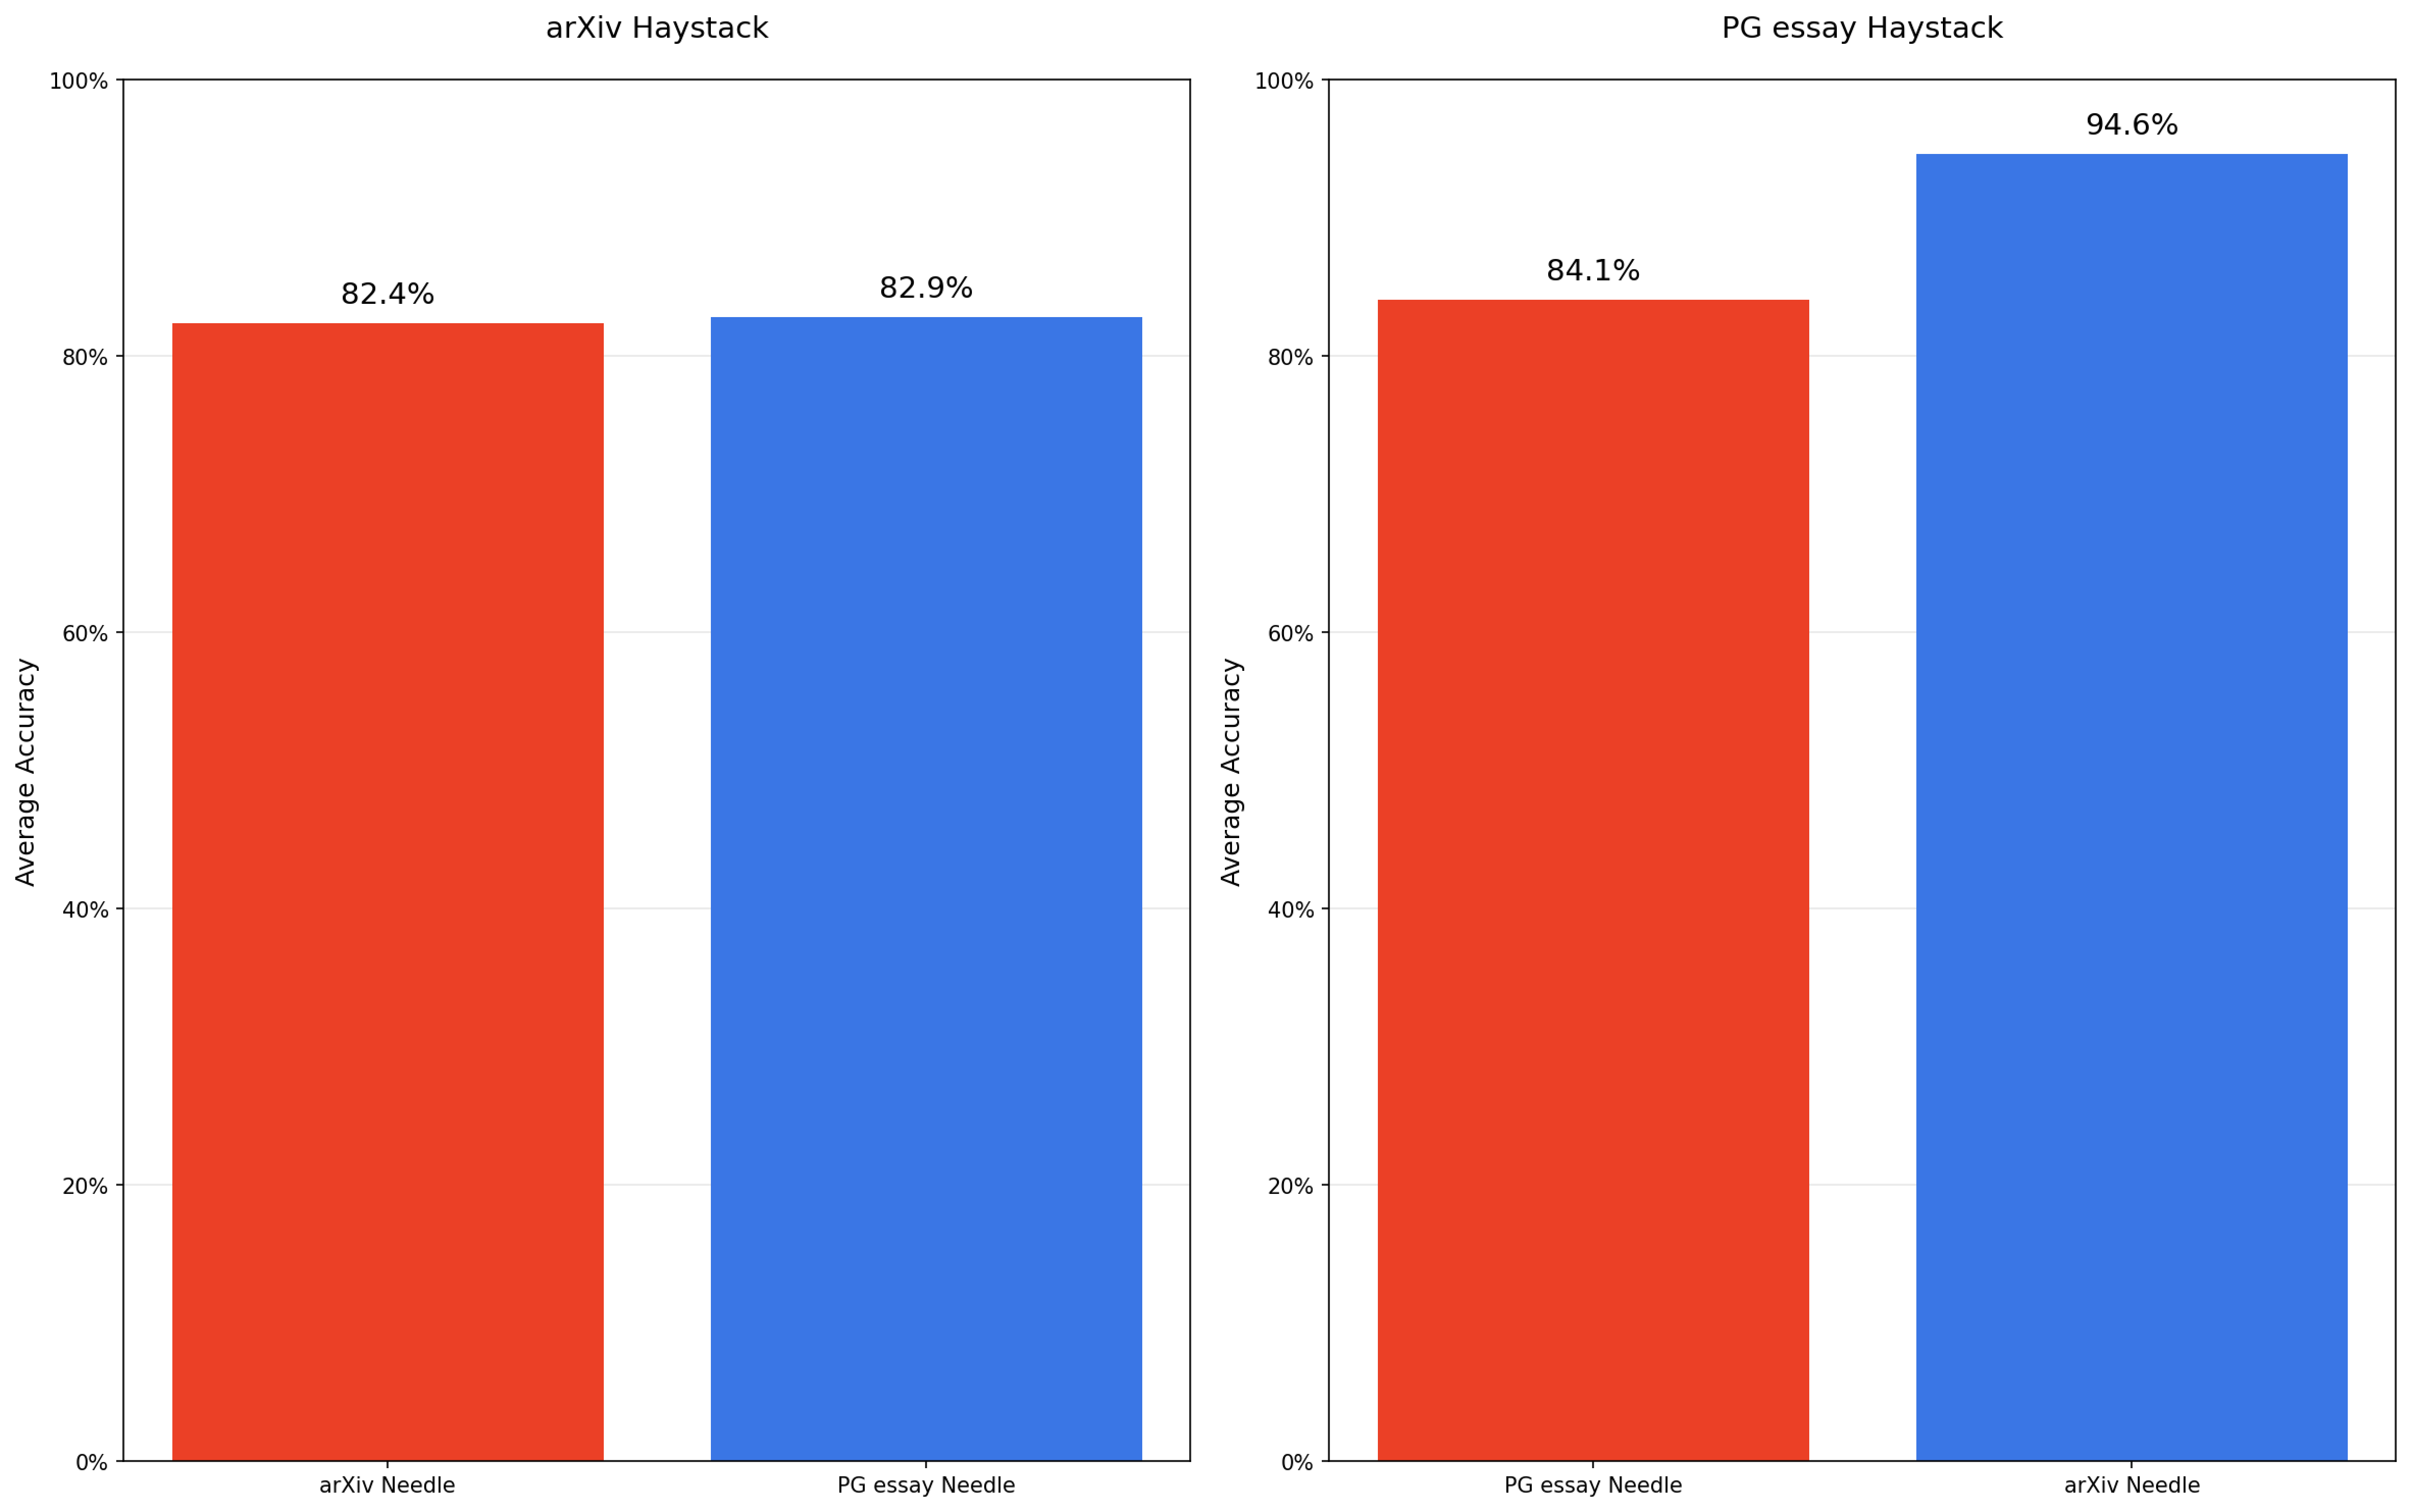 arXiv Haystack
100%
80%
60%
40%
20%
0%
Average Accuracy
82.4%
82.9%
arXiv Needle
PG essay Needle
PG essay Haystack
100%
80%
60%
40%
20%
0%
Average Accuracy
84.1%
94.6%
PG essay Needle
arXiv Needle